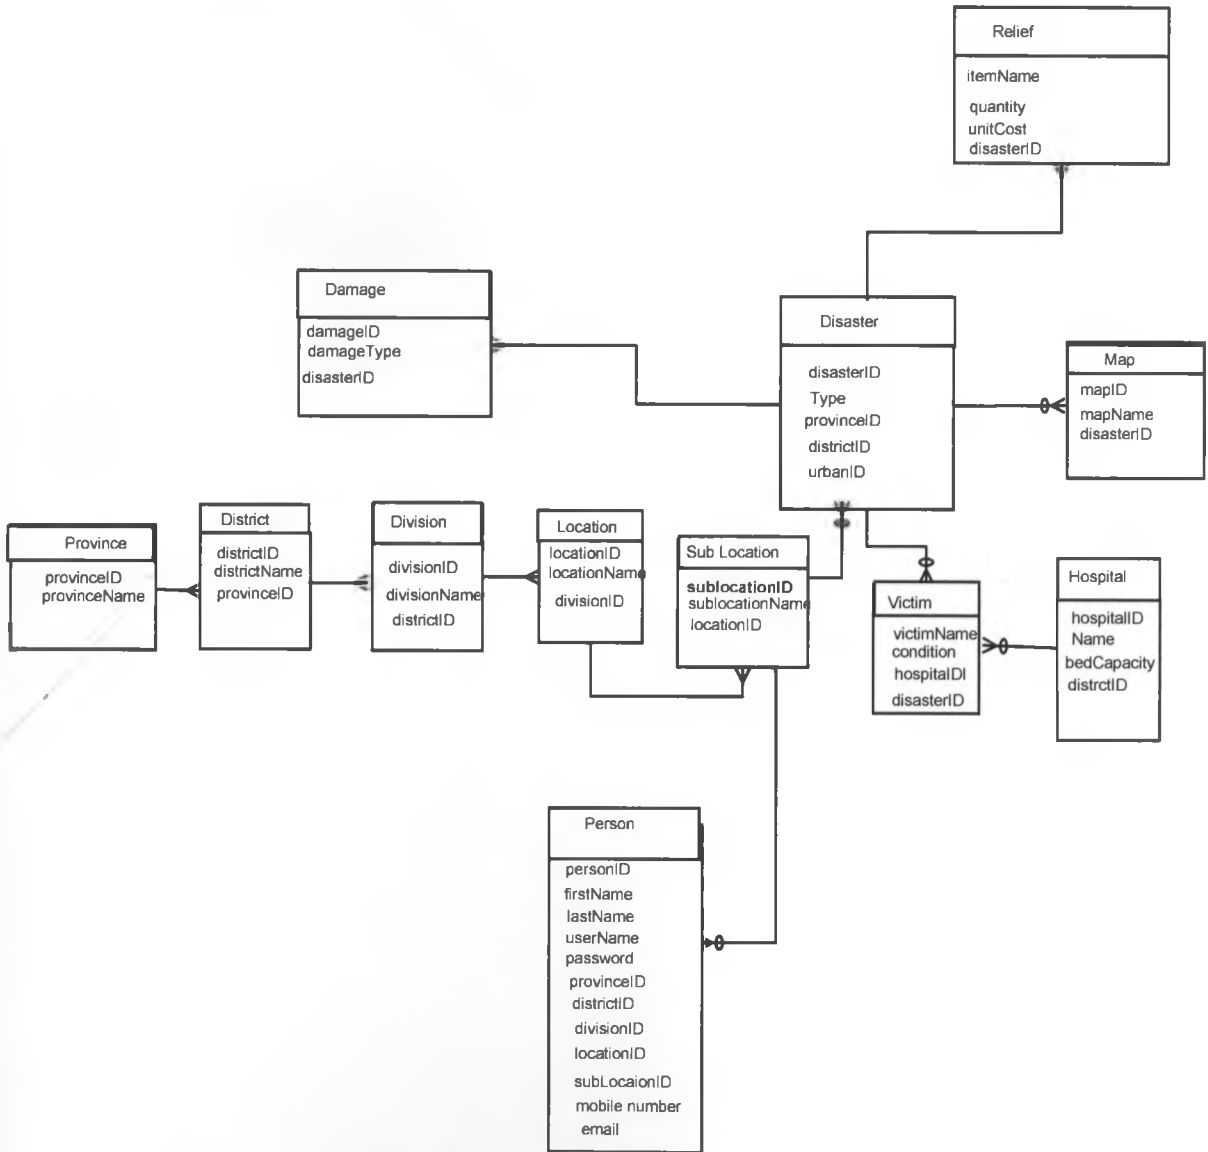 Relief
itemName
quantity
unitCost
disasterID
Damage
damageID
damageType
disasterID
Disaster
disasterID
Type
provinceID
districtID
urbanID
Map
mapID
mapName
disasterID
Province
provinceID
provinceName
District
districtID
districtName
provinceID
Division
divisionID
divisionName
districtID
Location
locationID
locationName
divisionID
Sub Location
sublocationID
sublocationName
locationID
Victim
victimName
condition
hospitalDI
disasterID
Hospital
hospitalID
Name
bedCapacity
distrctID
Person
personID
firstName
lastName
userName
password
provinceID
districtID
divisionID
locationID
subLocaionID
mobile number
email